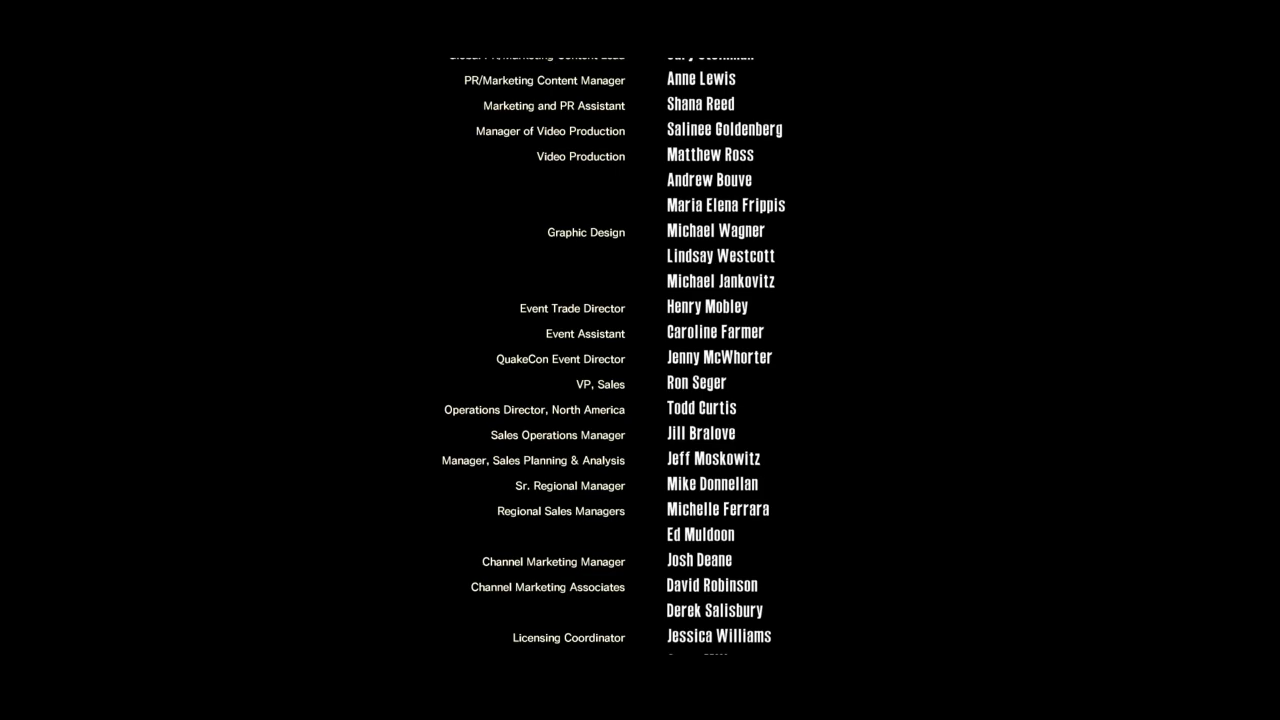 PR/Marketing Content Manager Anne Lewis
Marketing and PR Assistant Shana Reed
Manager of Video Production Salinee Goldenberg
Video Production Matthew Ross
Andrew Bouve
Maria Elena Frippis
Graphic Design Michael Wagner
Lindsay Westcott
Michael Jankovitz
Event Trade Director Henry Mobley
Event Assistant Caroline Farmer
QuakeCon Event Director Jenny McWhorter
VP, Sales Ron Seger
Operations Director, North America Todd Curtis
Sales Operations Manager Jill Bralove
Manager, Sales Planning & Analysis Jeff Moskowitz
Sr. Regional Manager Mike Donnellan
Regional Sales Managers Michelle Ferrara
Ed Muldoon
Channel Marketing Manager Josh Deane
Channel Marketing Associates David Robinson
Derek Salisbury
Licensing Coordinator Jessica Williams